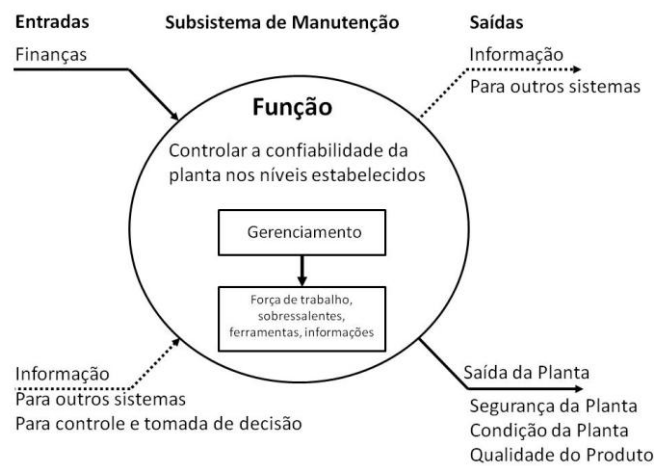 Entradas
Subsistema de Manutenção
Saídas
Finanças
Informação
Para outros sistemas
Função
Controlar a confiabilidade da
planta nos níveis estabelecidos
Gerenciamento
Força de trabalho,
sobressalentes,
ferramentas, informações
Informação
Para outros sistemas
Para controle e tomada de decisão
Saída da Planta
Segurança da Planta
Condição da Planta
Qualidade do Produto